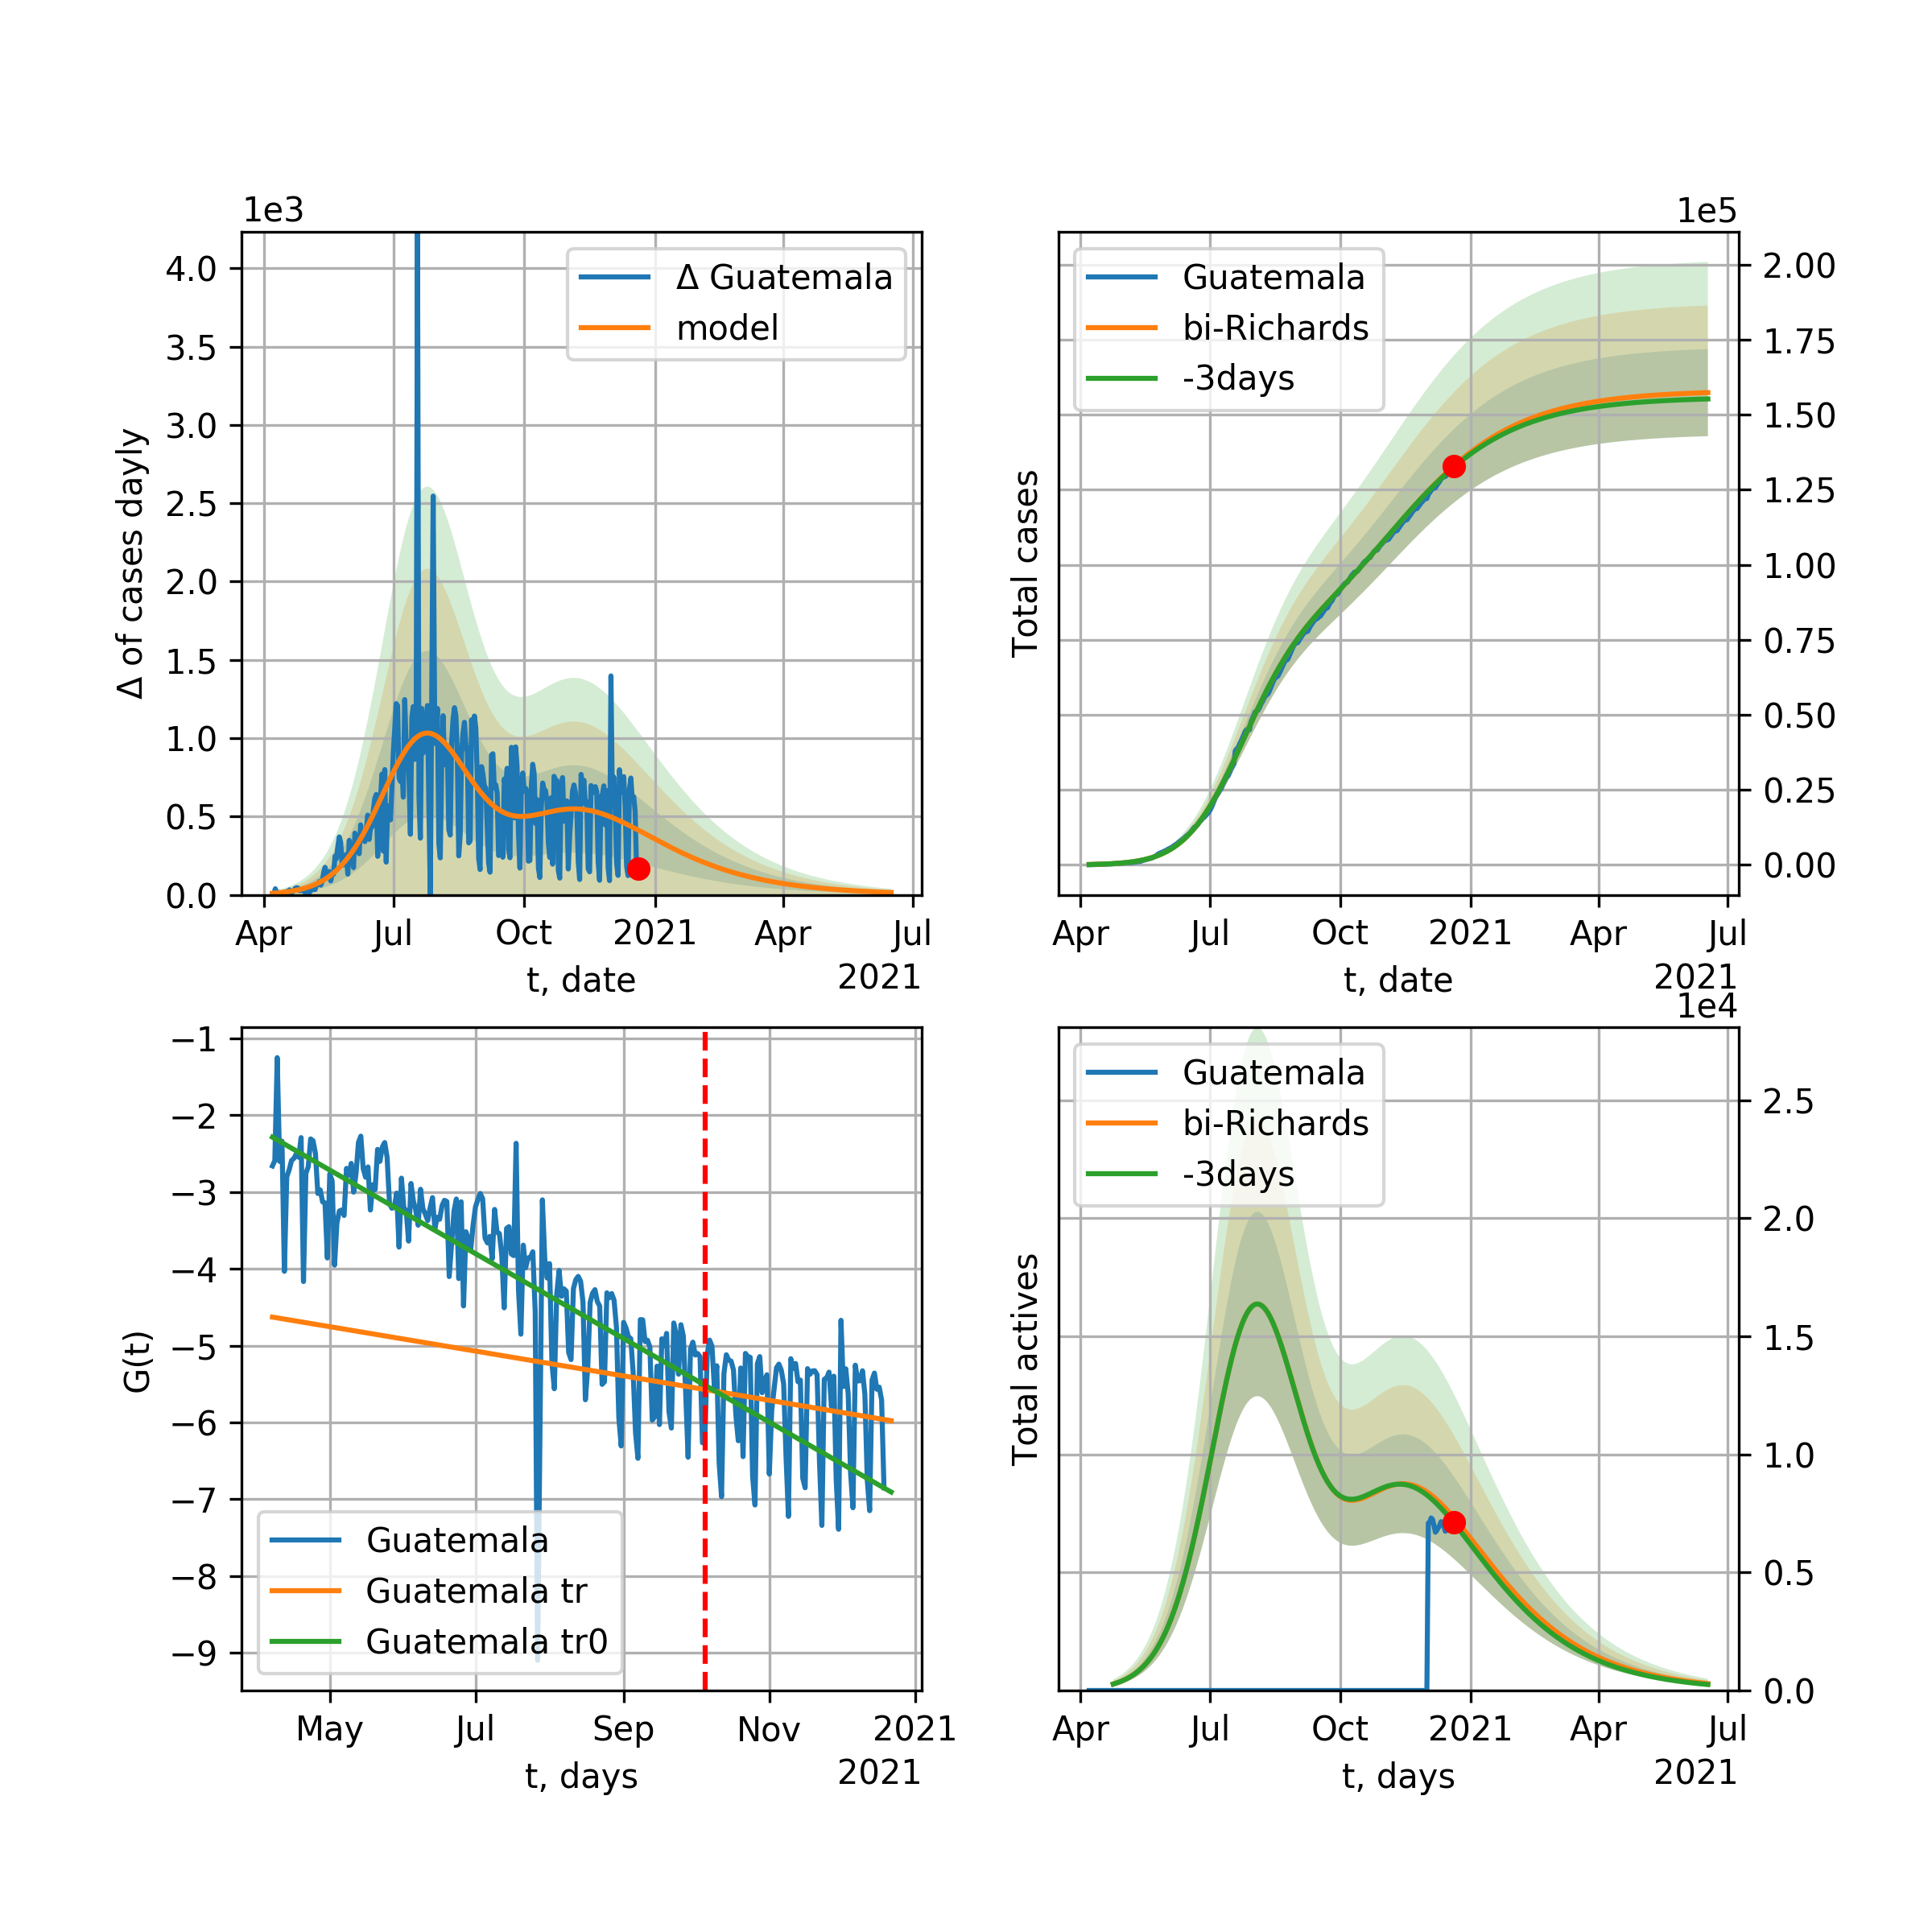 1e3
4.0
3.5
3.0
2.5
2.0
1.5
1.0
0.5
0.0
Δ of cases dayly
Δ Guatemala
model
Apr Jul Oct 2021 Apr Jul
t, date
2021
1e5
2.00
1.75
1.50
1.25
1.00
0.75
0.50
0.25
0.00
Total cases
Guatemala
bi-Richards
-3days
Apr Jul Oct 2021 Apr Jul
t, date
2021
−1
−2
−3
−4
−5
−6
−7
−8
−9
G(t)
Guatemala
Guatemala tr
Guatemala tr0
May Jul Sep Nov 2021
t, days
2021
1e4
2.5
2.0
1.5
1.0
0.5
0.0
Total actives
Guatemala
bi-Richards
-3days
Apr Jul Oct 2021 Apr Jul
t, days
2021